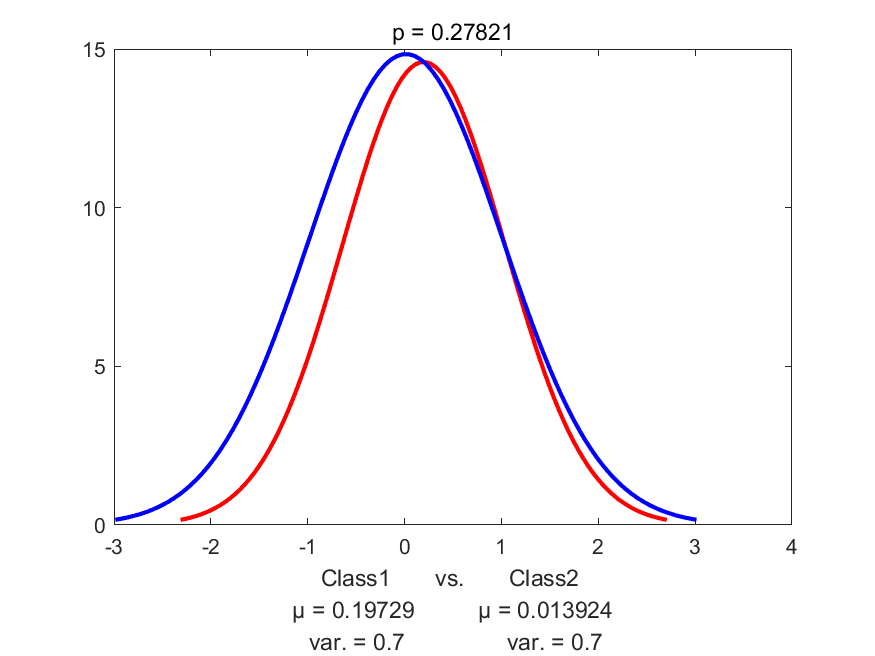 p = 0.27821
15
10
5
0
-3 -2 -1 0 1 2 3 4
Class1 vs. Class2
μ = 0.19729 μ = 0.013924
var. = 0.7 var. = 0.7